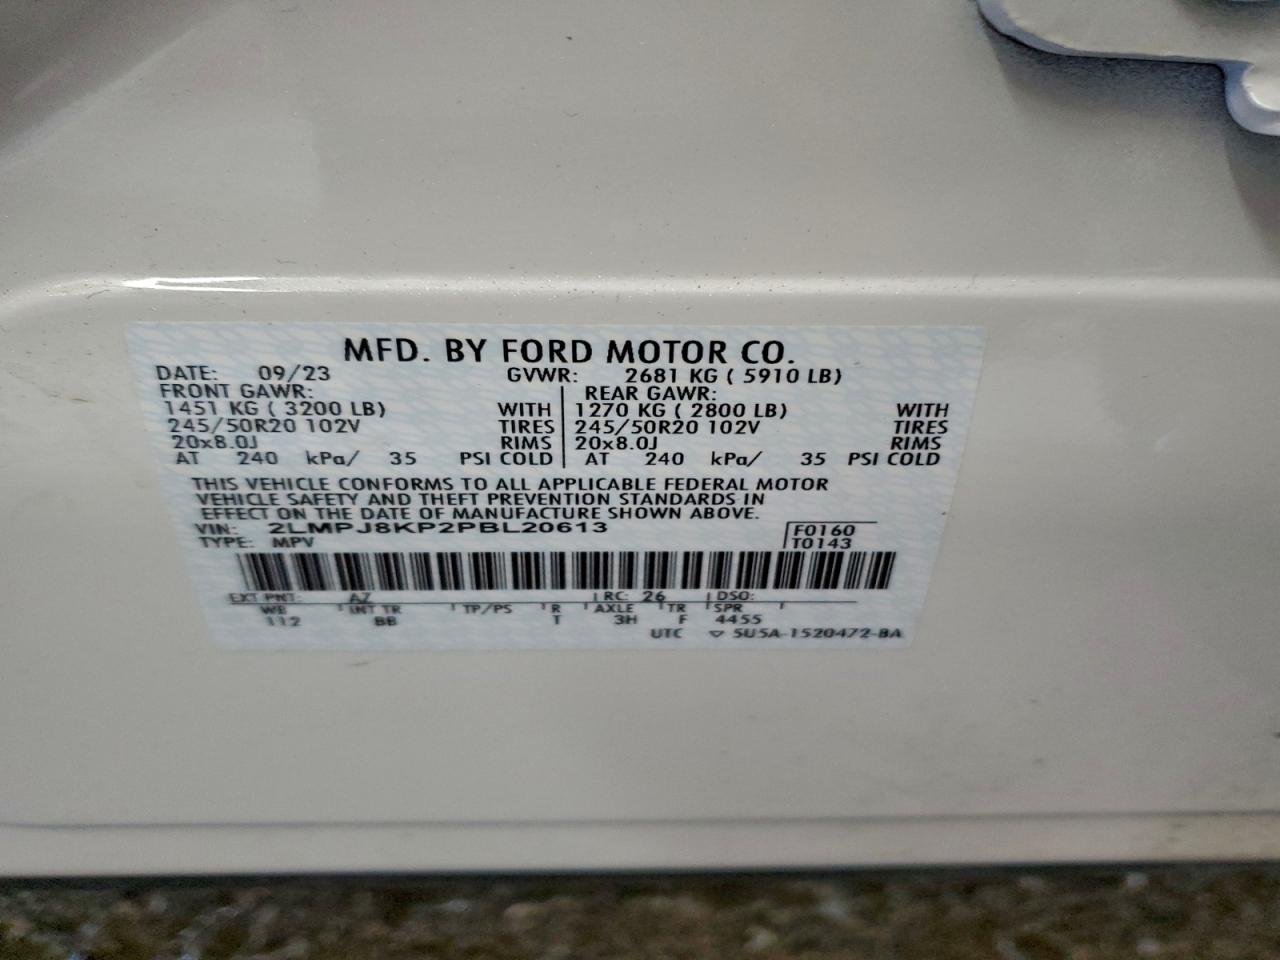 MFD. BY FORD MOTOR CO.
DATE: 09/23 GVWR: 2681 KG ( 5910 LB)
FRONT GAWR: REAR GAWR:
1451 KG ( 3200 LB) WITH 1270 KG ( 2800 LB) WITH
245/50R20 102V TIRES 245/50R20 102V TIRES
20x8.0J RIMS 20x8.0J RIMS
AT 240 kPa/ 35 PSI COLD AT 240 kPa/ 35 PSI COLD
THIS VEHICLE CONFORMS TO ALL APPLICABLE FEDERAL MOTOR
VEHICLE SAFETY AND THEFT PREVENTION STANDARDS IN
EFFECT ON THE DATE OF MANUFACTURE SHOWN ABOVE.
VIN: 2LMPJ8KP2PBL20613 F0160
TYPE: MPV T0143
EXT PNT: AZ RC: 26 DSO:
WB INT TR TP/PS R AXLE TR SPR
112 BB T 3H F 4455
UTC ▽ 5U5A-1520472-BA